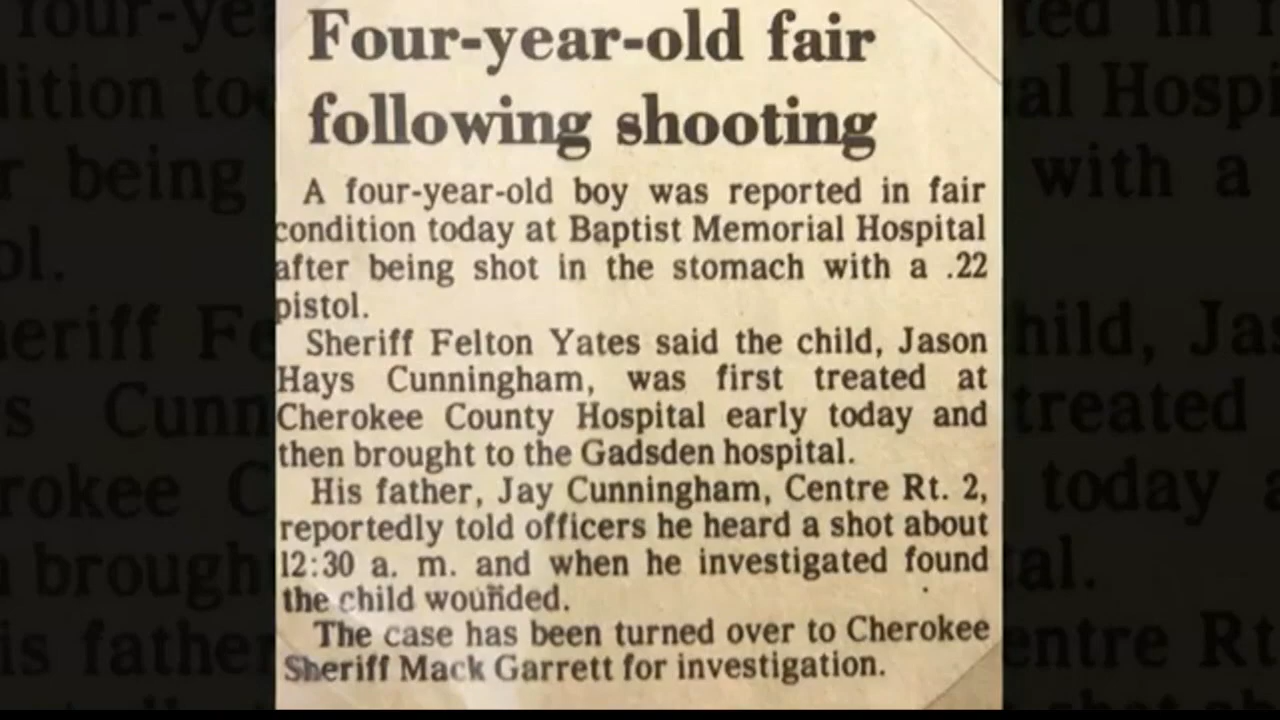 Four-year-old fair
following shooting
A four-year-old boy was reported in fair
condition today at Baptist Memorial Hospital
after being shot in the stomach with a .22
pistol.
Sheriff Felton Yates said the child, Jason
Hays Cunningham, was first treated at
Cherokee County Hospital early today and
then brought to the Gadsden hospital.
His father, Jay Cunningham, Centre Rt. 2,
reportedly told officers he heard a shot about
12:30 a. m. and when he investigated found
the child wounded.
The case has been turned over to Cherokee
Sheriff Mack Garrett for investigation.